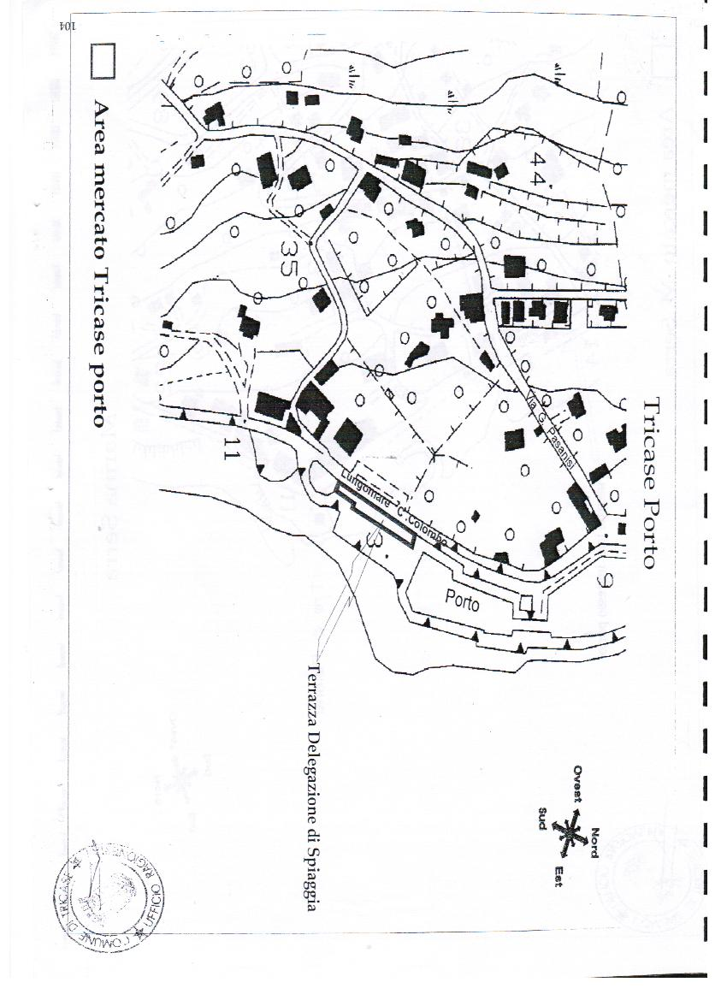 Tricase Porto
44.
35
11
Via G. Pasanisi
Lungomare C. Colombo
3
9
Porto
Terrazza Delegazione di Spiaggia
Ovest
Nord
Sud
Est
Area mercato Tricase porto
104
COMUNE DI TRICASE
UFFICIO